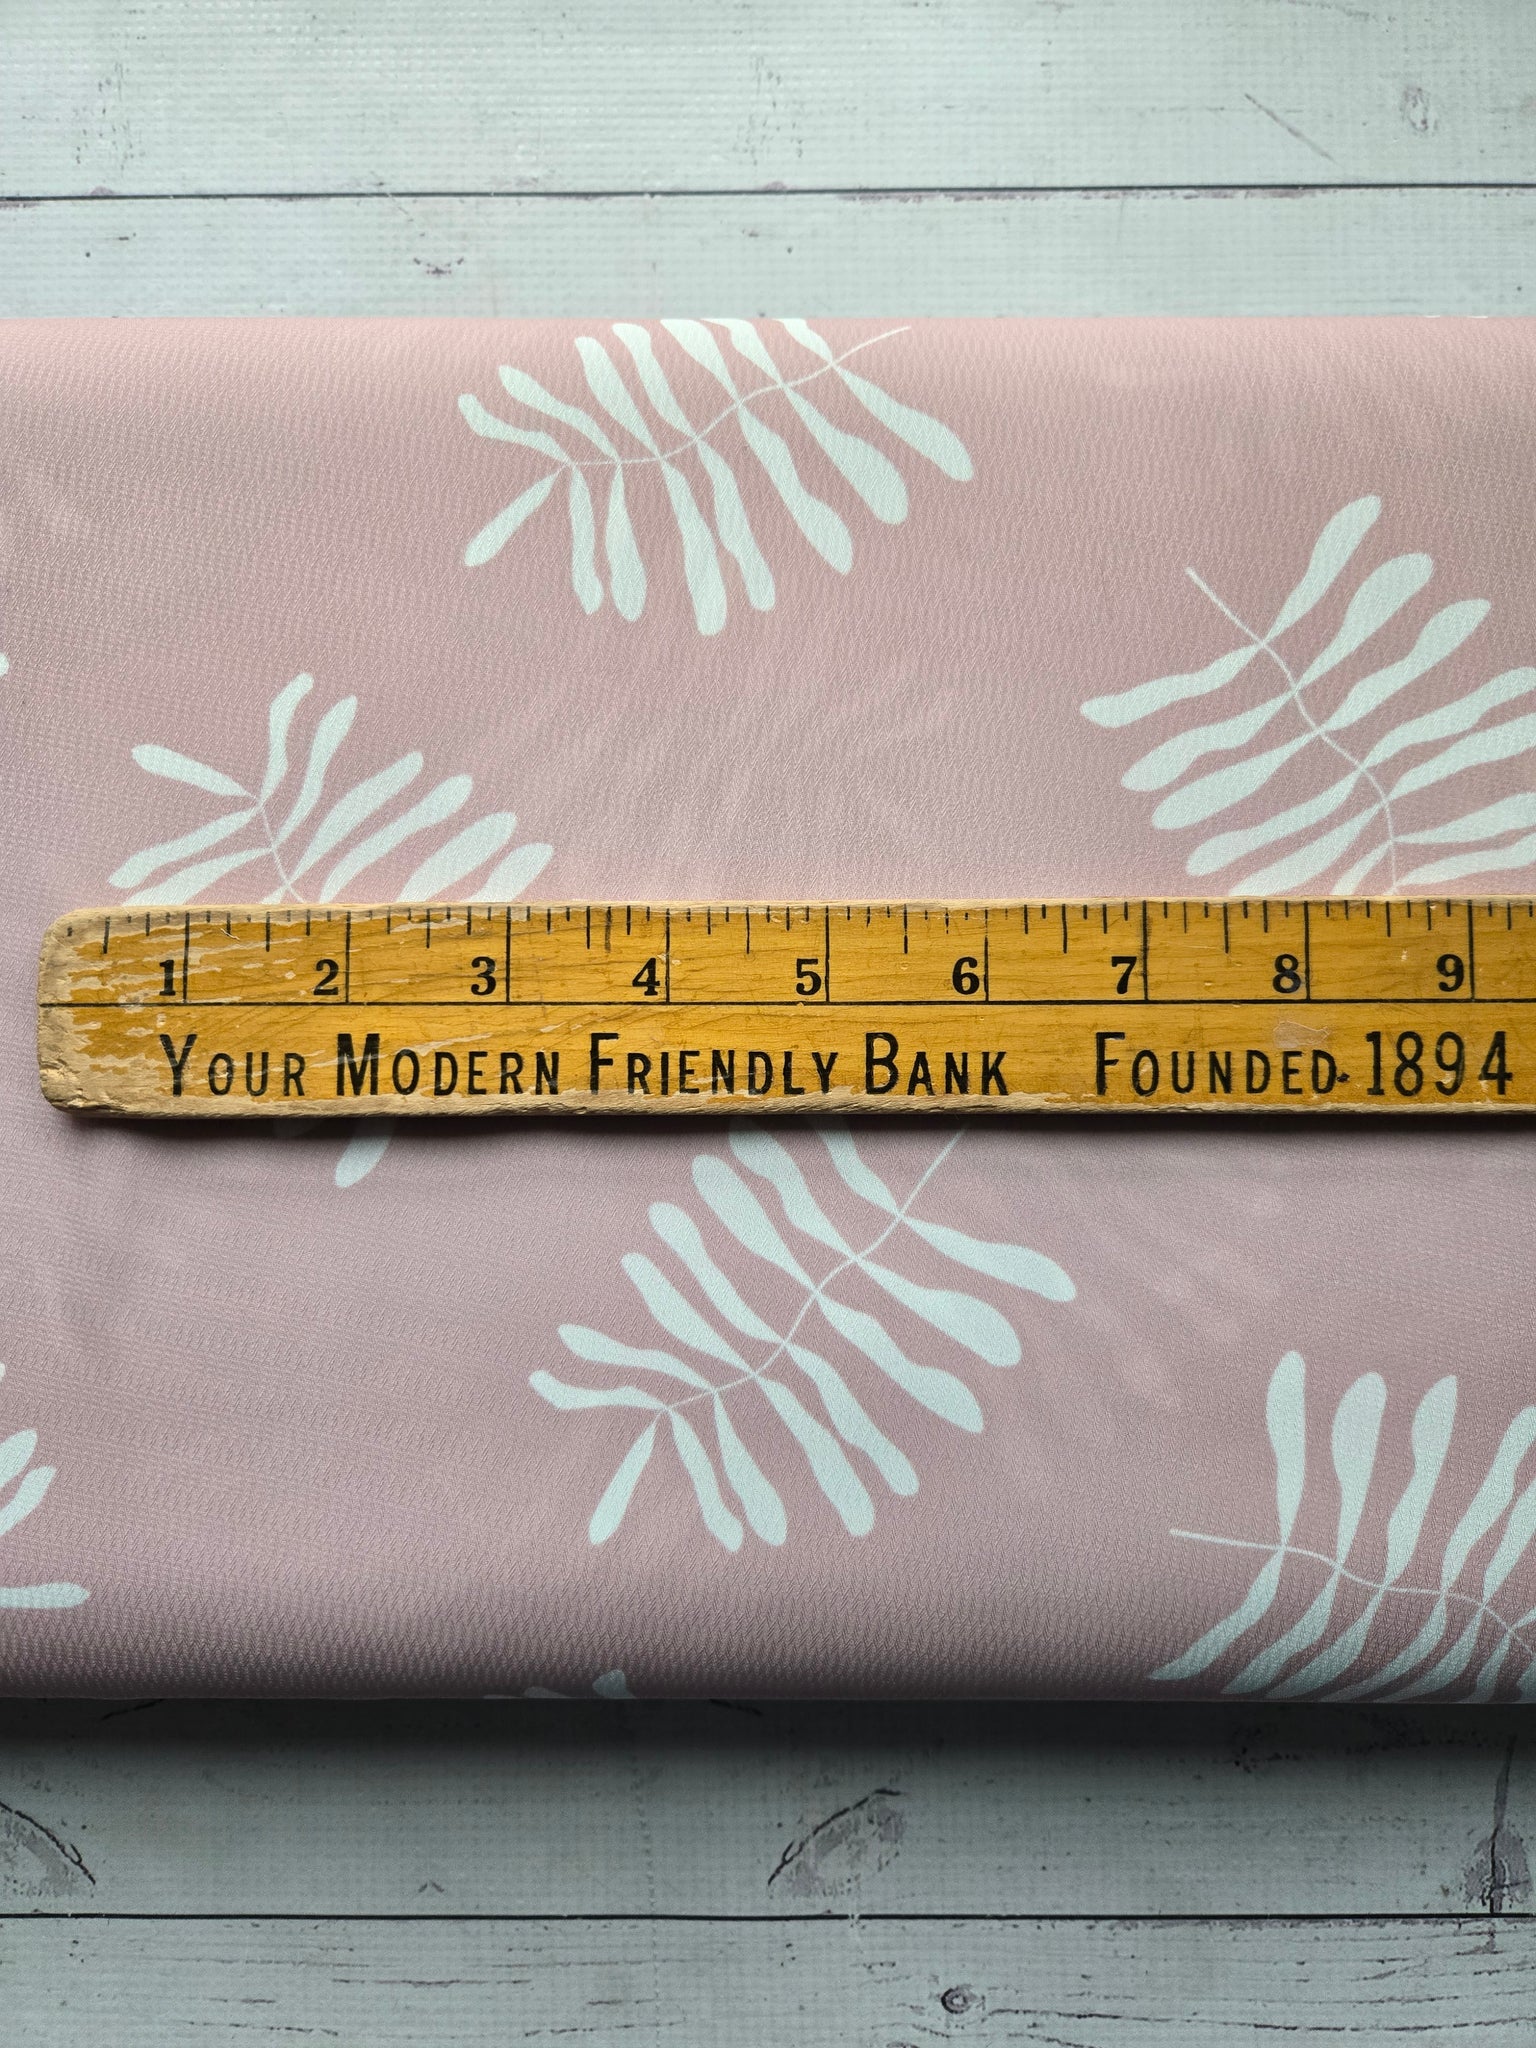 1 2 3 4 5 6 7 8 9
YOUR MODERN FRIENDLY BANK FOUNDED 1894